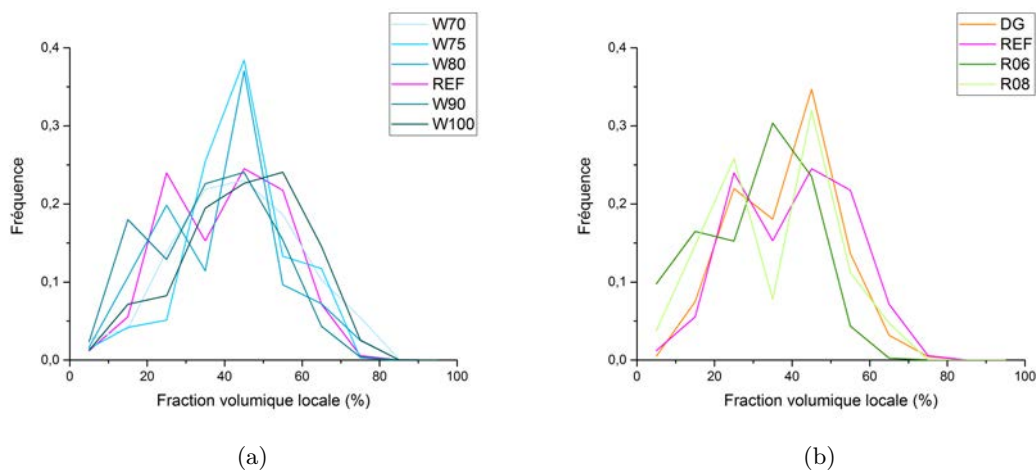 W70
W75
W80
REF
W90
W100
0,4
0,3
0,2
0,1
0,0
Fréquence
0 20 40 60 80 100
Fraction volumique locale (%)
(a)
DG
REF
R06
R08
0,4
0,3
0,2
0,1
0,0
Fréquence
0 20 40 60 80 100
Fraction volumique locale (%)
(b)